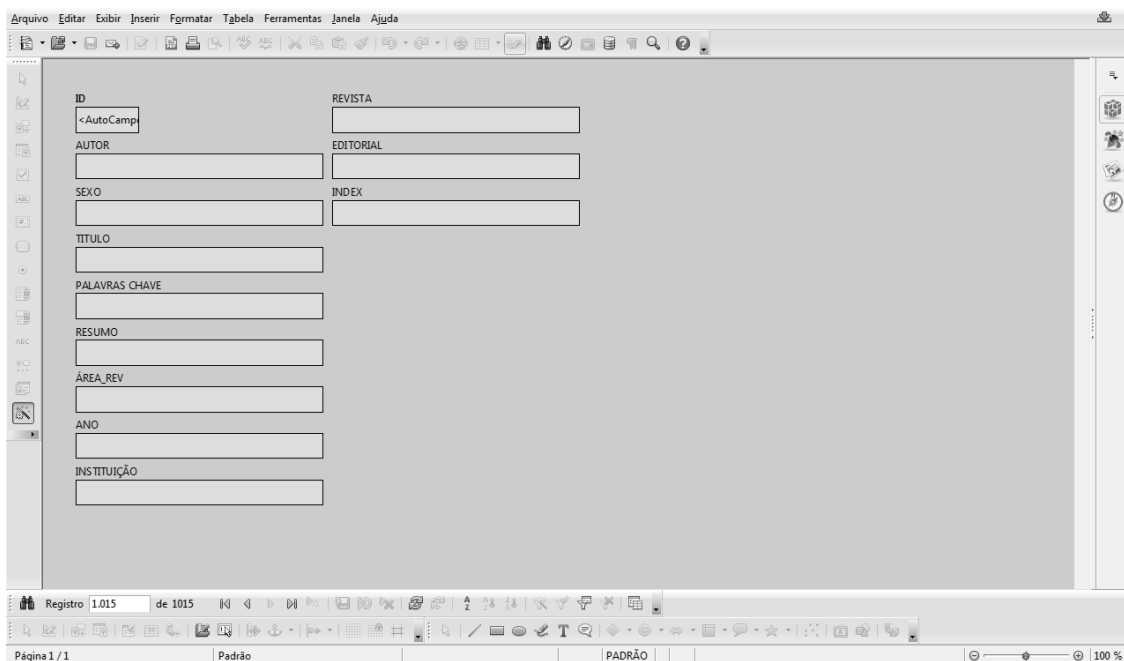 Arquivo Editar Exibir Inserir Formatar Tabela Ferramentas Janela Ajuda
ID
<AutoCampo
REVISTA
AUTOR
EDITORIAL
SEXO
INDEX
TITULO
PALAVRAS CHAVE
RESUMO
ÁREA_REV
ANO
INSTITUIÇÃO
Registro 1.015 de 1015
Página 1 / 1 Padrão PADRÃO 100 %